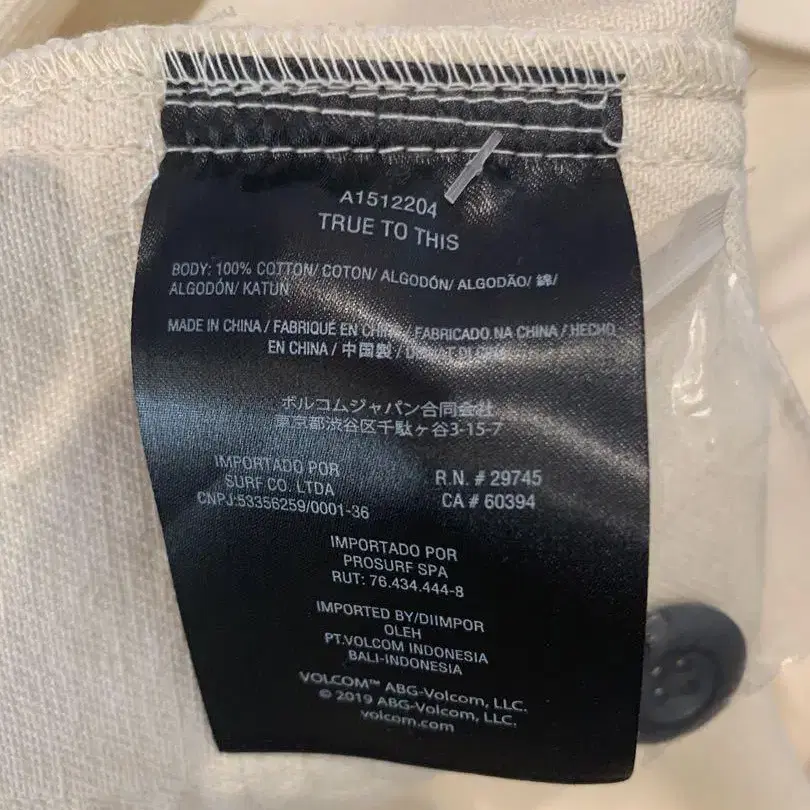 A1512204
TRUE TO THIS
BODY: 100% COTTON/ COTON/ ALGODÓN/ ALGODÃO/ 綿/
ALGODÓN/ KATUN
MADE IN CHINA / FABRIQUÉ EN CHINE / FABRICADO NA CHINA / HECHO
EN CHINA / 中国製 /
ボルコムジャパン合同会社
東京都渋谷区千駄ヶ谷3-15-7
IMPORTADO POR
SURF CO. LTDA
CNPJ:53356259/0001-36
R.N. # 29745
CA # 60394
IMPORTADO POR
PROSURF SPA
RUT: 76.434.444-8
IMPORTED BY/DIIMPOR
OLEH
PT.VOLCOM INDONESIA
BALI-INDONESIA
VOLCOM™ ABG-Volcom, LLC.
© 2019 ABG-Volcom, LLC.
volcom.com